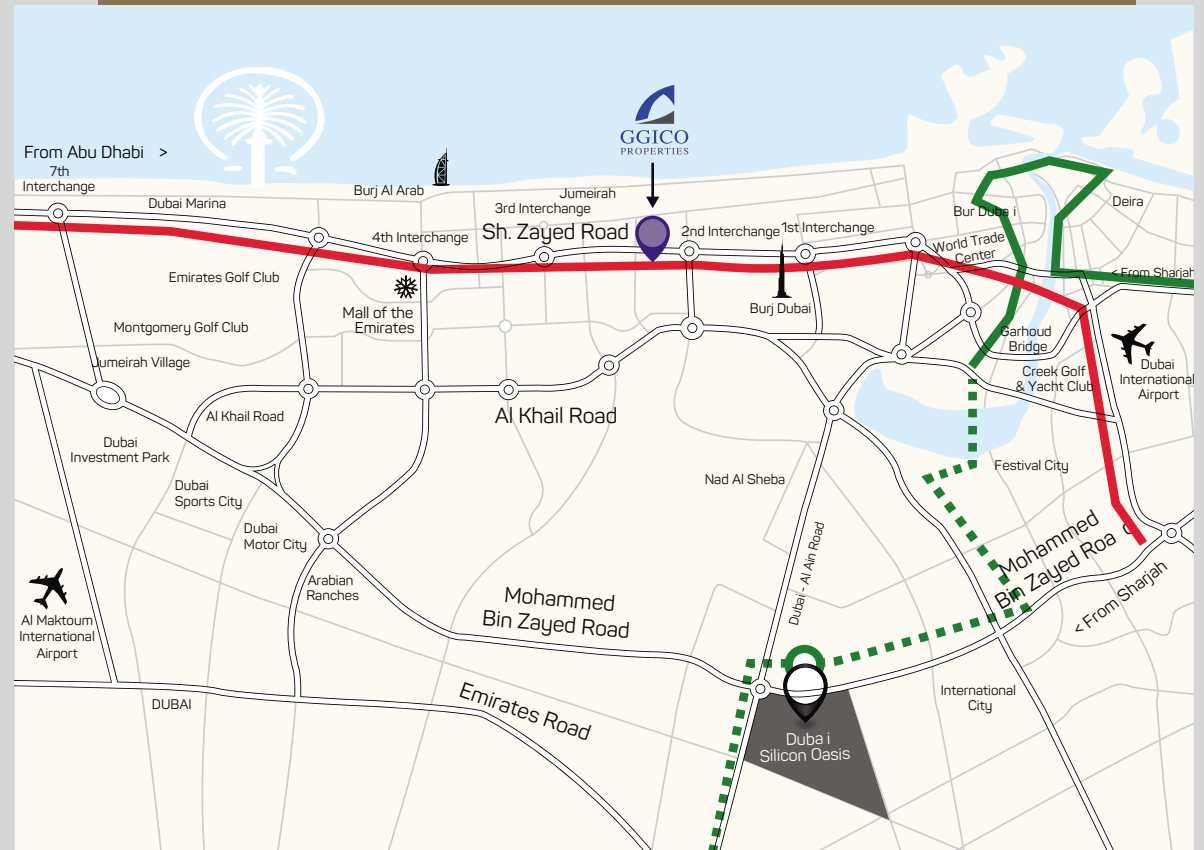 GGICO
PROPERTIES
From Abu Dhabi >
7th
Interchange
Dubai Marina
Burj Al Arab
Jumeirah
3rd Interchange
4th Interchange
Sh. Zayed Road
2nd Interchange
1st Interchange
Bur Duba i
Deira
World Trade
Center
< From Sharjah
Emirates Golf Club
Mall of the
Emirates
Burj Dubai
Montgomery Golf Club
Garhoud
Bridge
Jumeirah Village
Creek Golf
& Yacht Club
Dubai
International
Airport
Al Khail Road
Al Khail Road
Dubai
Investment Park
Dubai
Sports City
Nad Al Sheba
Festival City
Dubai
Motor City
Mohammed
Bin Zayed Roa d
Dubai - Al Ain Road
Arabian
Ranches
Mohammed
Bin Zayed Road
< From Sharjah
Al Maktoum
International
Airport
DUBAI
Emirates Road
International
City
Duba i
Silicon Oasis